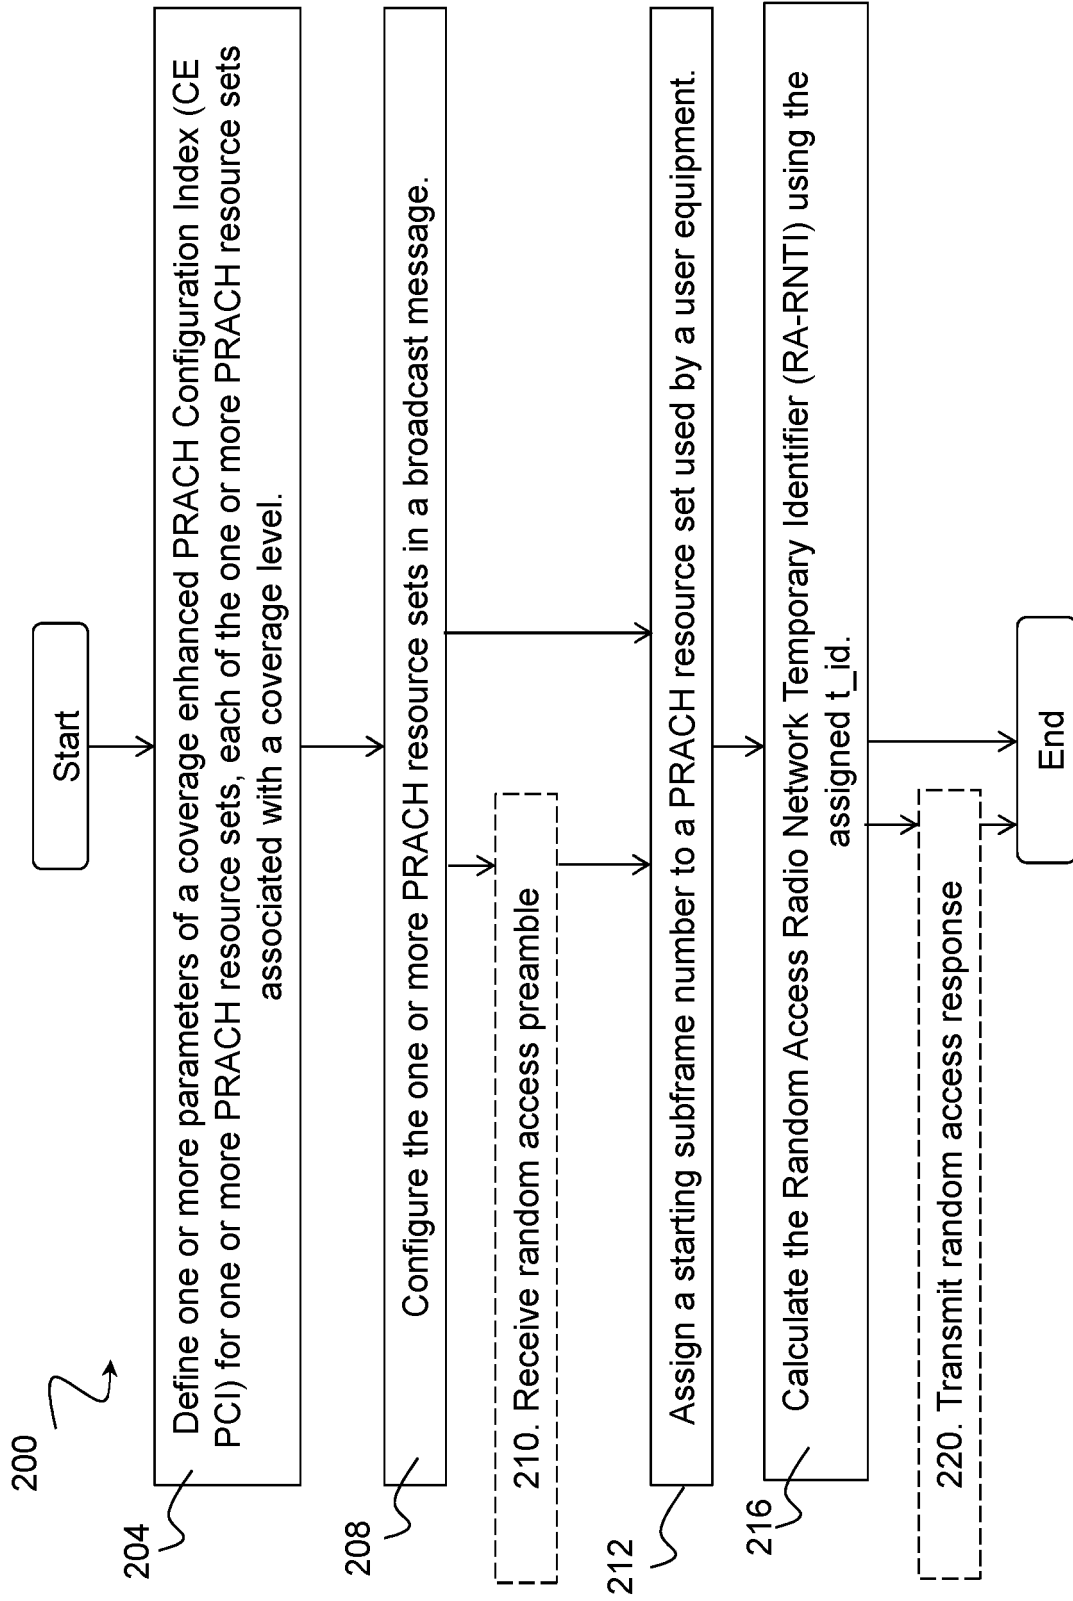 200
Start
204
Define one or more parameters of a coverage enhanced PRACH Configuration Index (CE
PCI) for one or more PRACH resource sets, each of the one or more PRACH resource sets
associated with a coverage level.
208
Configure the one or more PRACH resource sets in a broadcast message.
210. Receive random access preamble
212
Assign a starting subframe number to a PRACH resource set used by a user equipment.
216
Calculate the Random Access Radio Network Temporary Identifier (RA-RNTI) using the
assigned t_id.
220. Transmit random access response
End